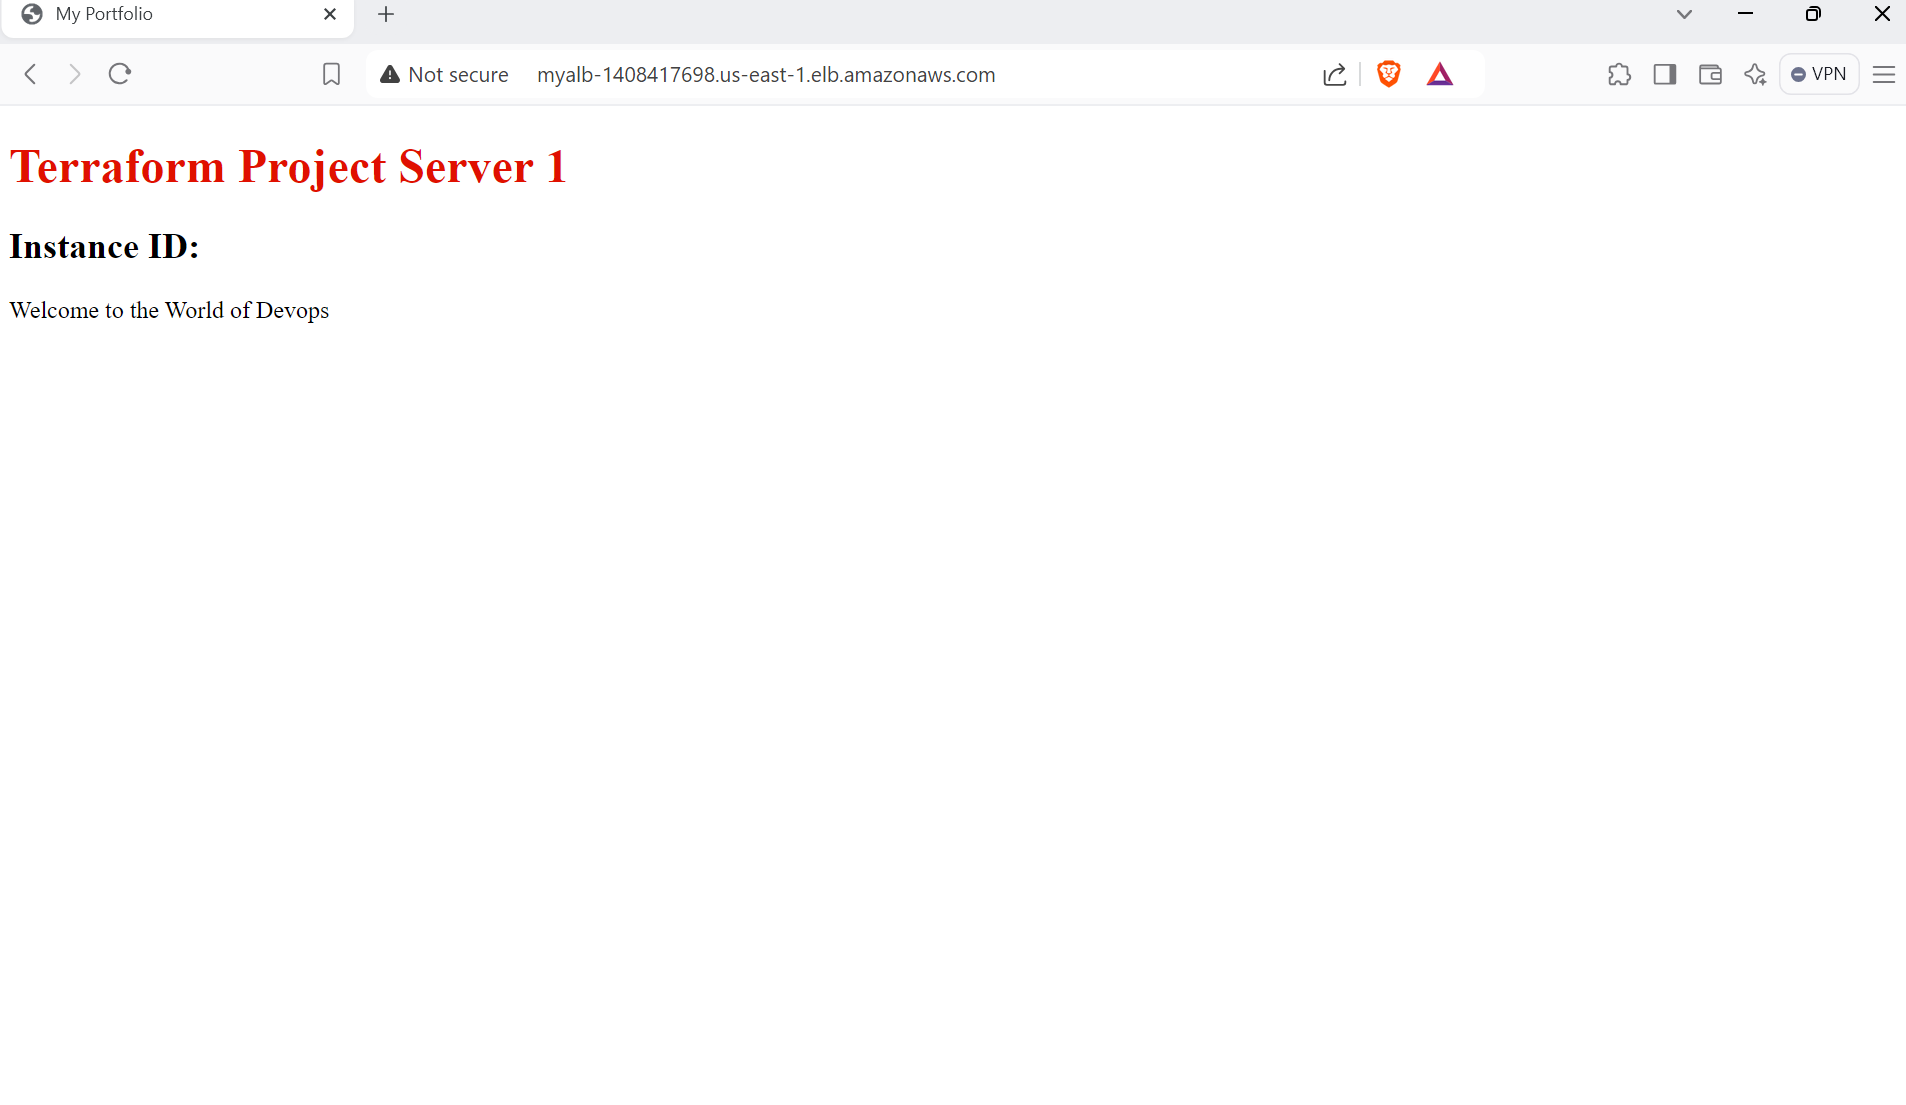 My Portfolio
Not secure myalb-1408417698.us-east-1.elb.amazonaws.com
VPN
Terraform Project Server 1
Instance ID:
Welcome to the World of Devops